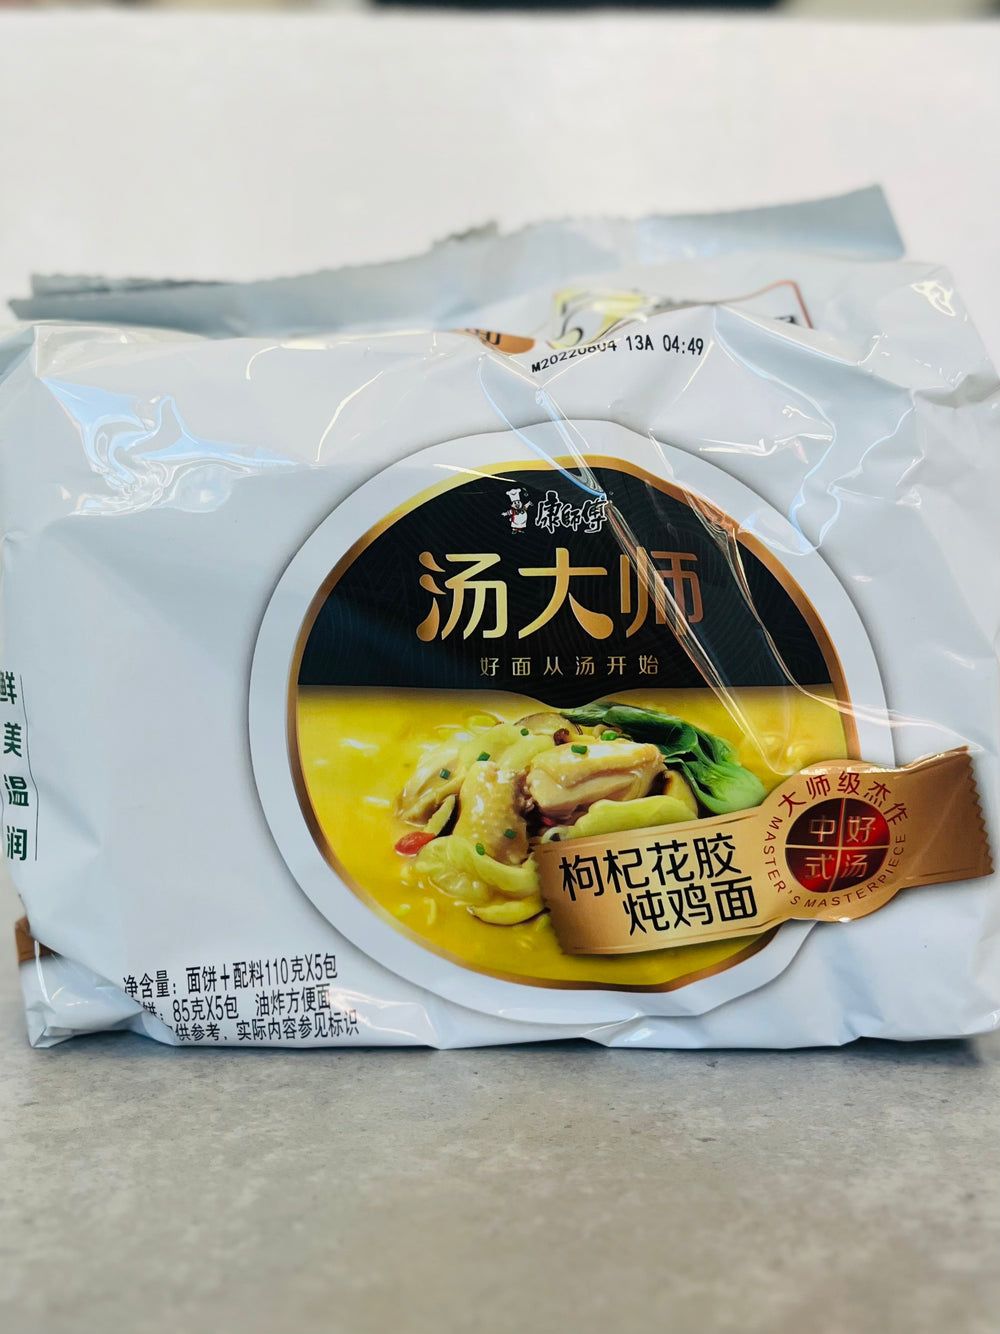 M20220804 13A 04:49
康師傅
汤大师
好面从汤开始
鲜美温润
大师级杰作
中好
式汤
MASTER'S MASTERPIECE
枸杞花胶
炖鸡面
净含量：面饼+配料110克X5包
饼：85克X5包 油炸方便面
供参考，实际内容参见标识